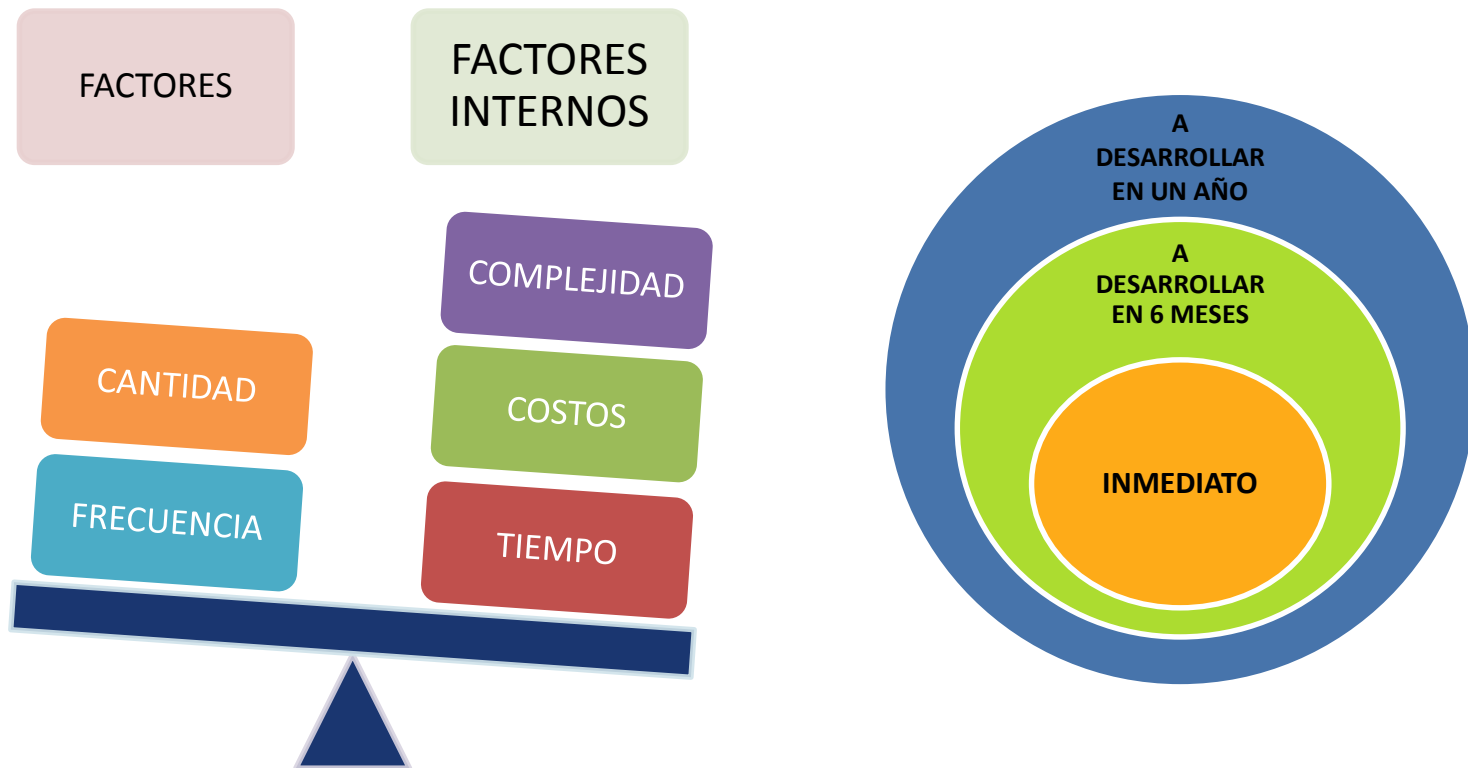 FACTORES
FACTORES
INTERNOS
COMPLEJIDAD
CANTIDAD
COSTOS
FRECUENCIA
TIEMPO
A
DESARROLLAR
EN UN AÑO
A
DESARROLLAR
EN 6 MESES
INMEDIATO